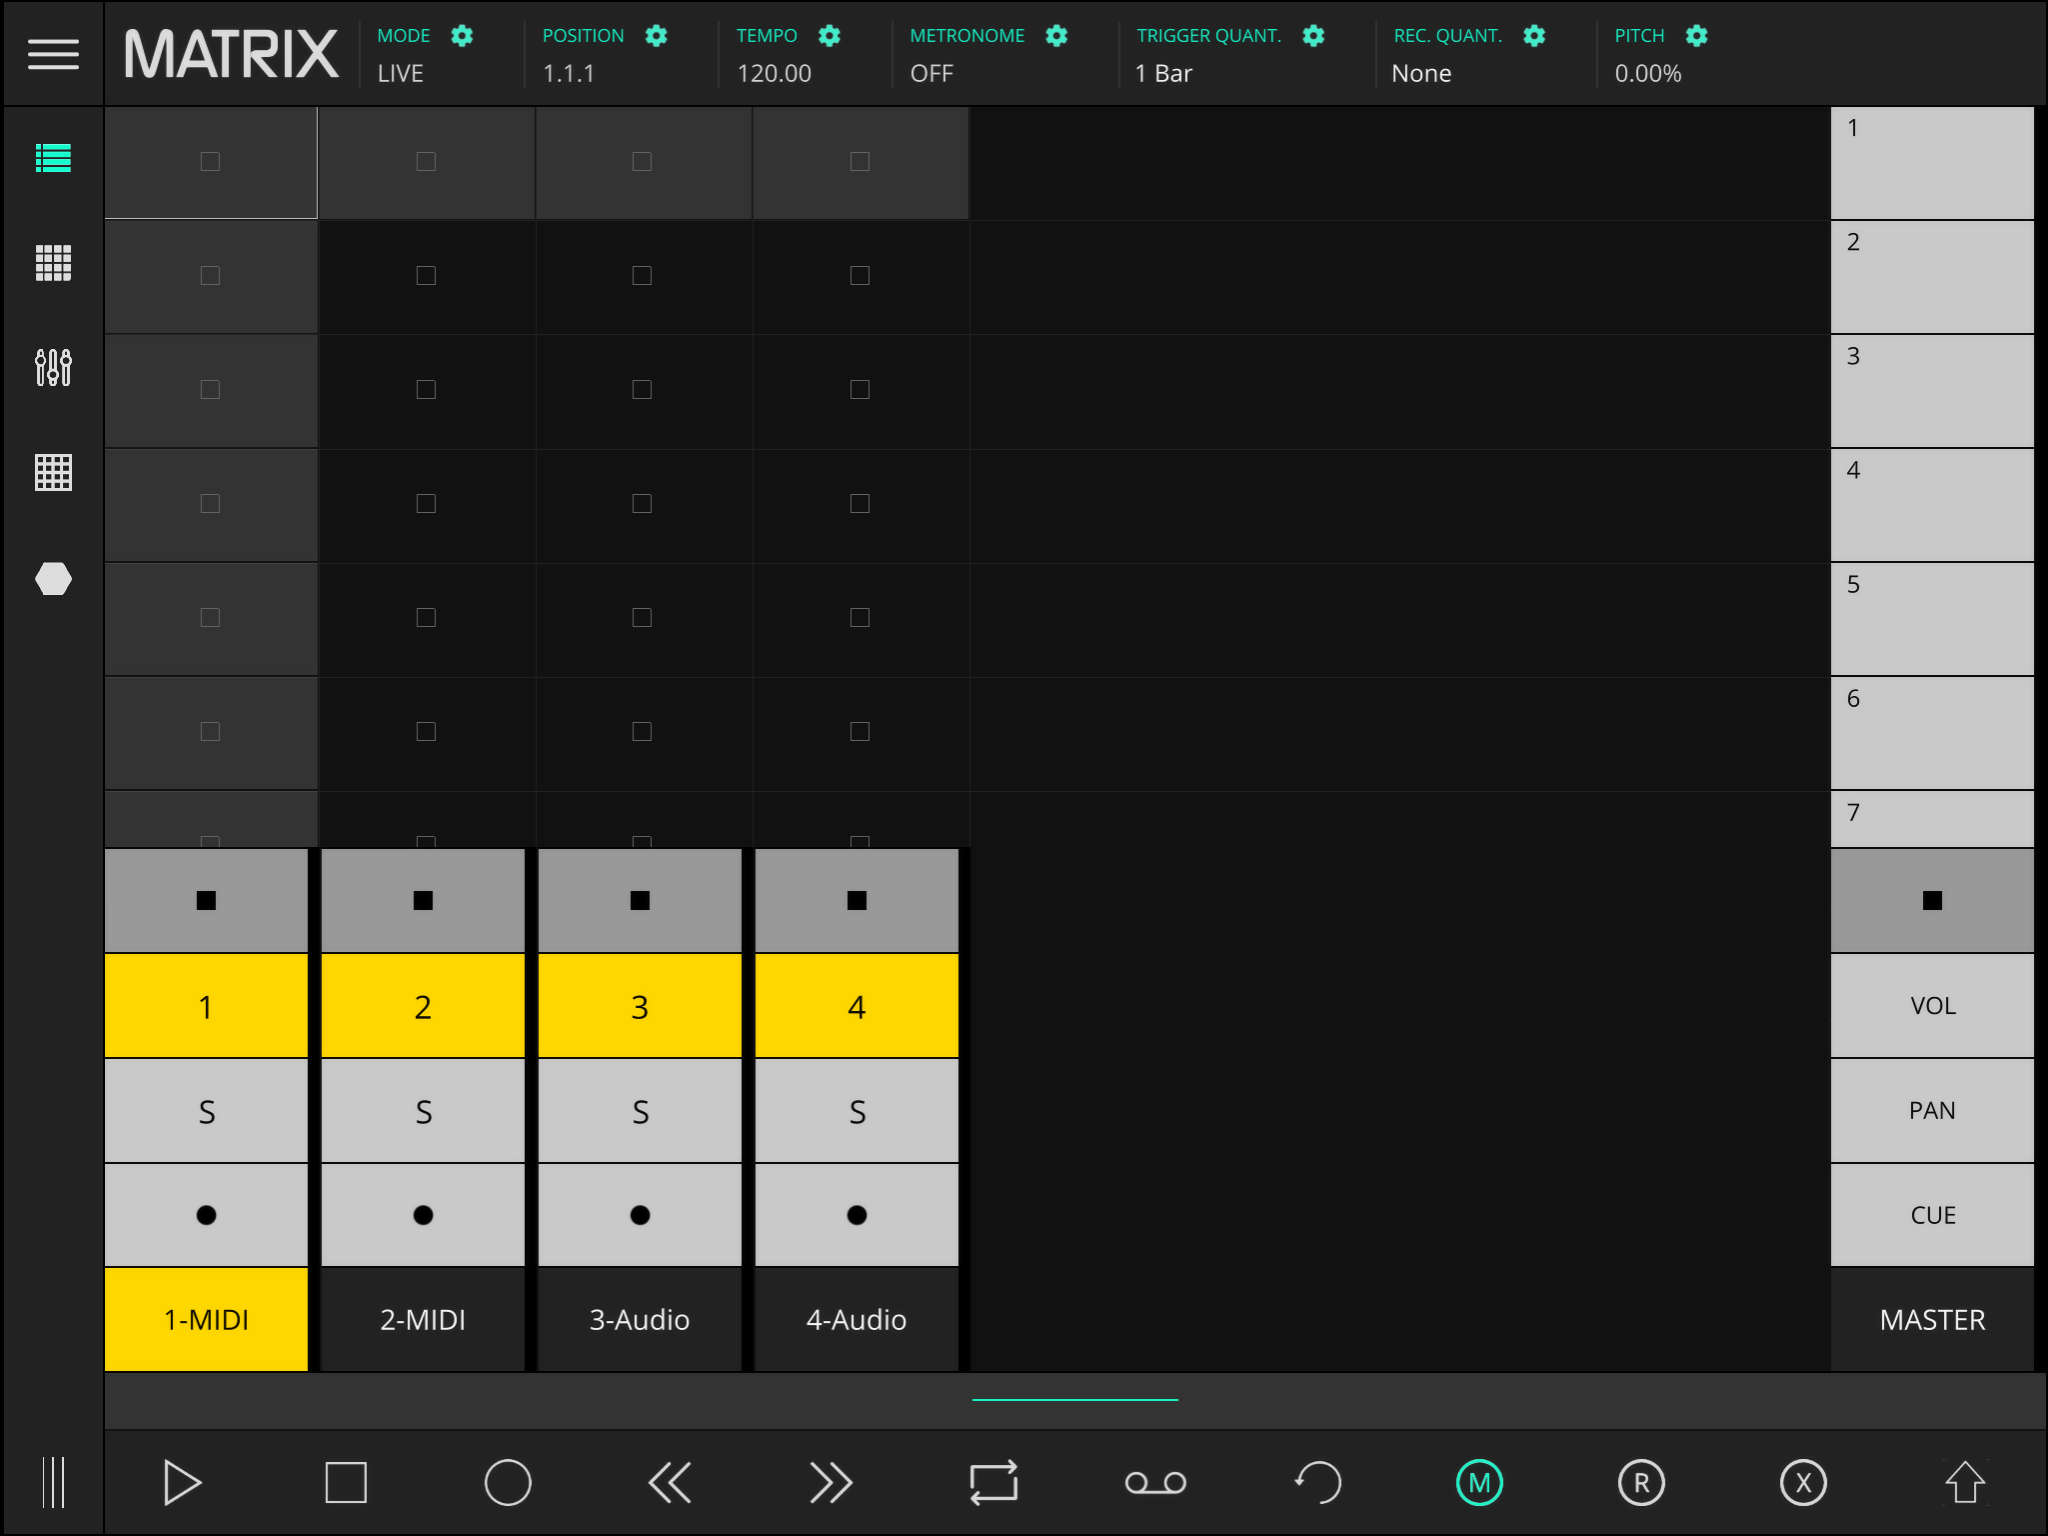 MATRIX
MODE
LIVE
POSITION
1.1.1
TEMPO
120.00
METRONOME
OFF
TRIGGER QUANT.
1 Bar
REC. QUANT.
None
PITCH
0.00%
1
2
3
4
5
6
7
1 2 3 4 VOL
S S S S PAN
CUE
1-MIDI 2-MIDI 3-Audio 4-Audio MASTER
M R X